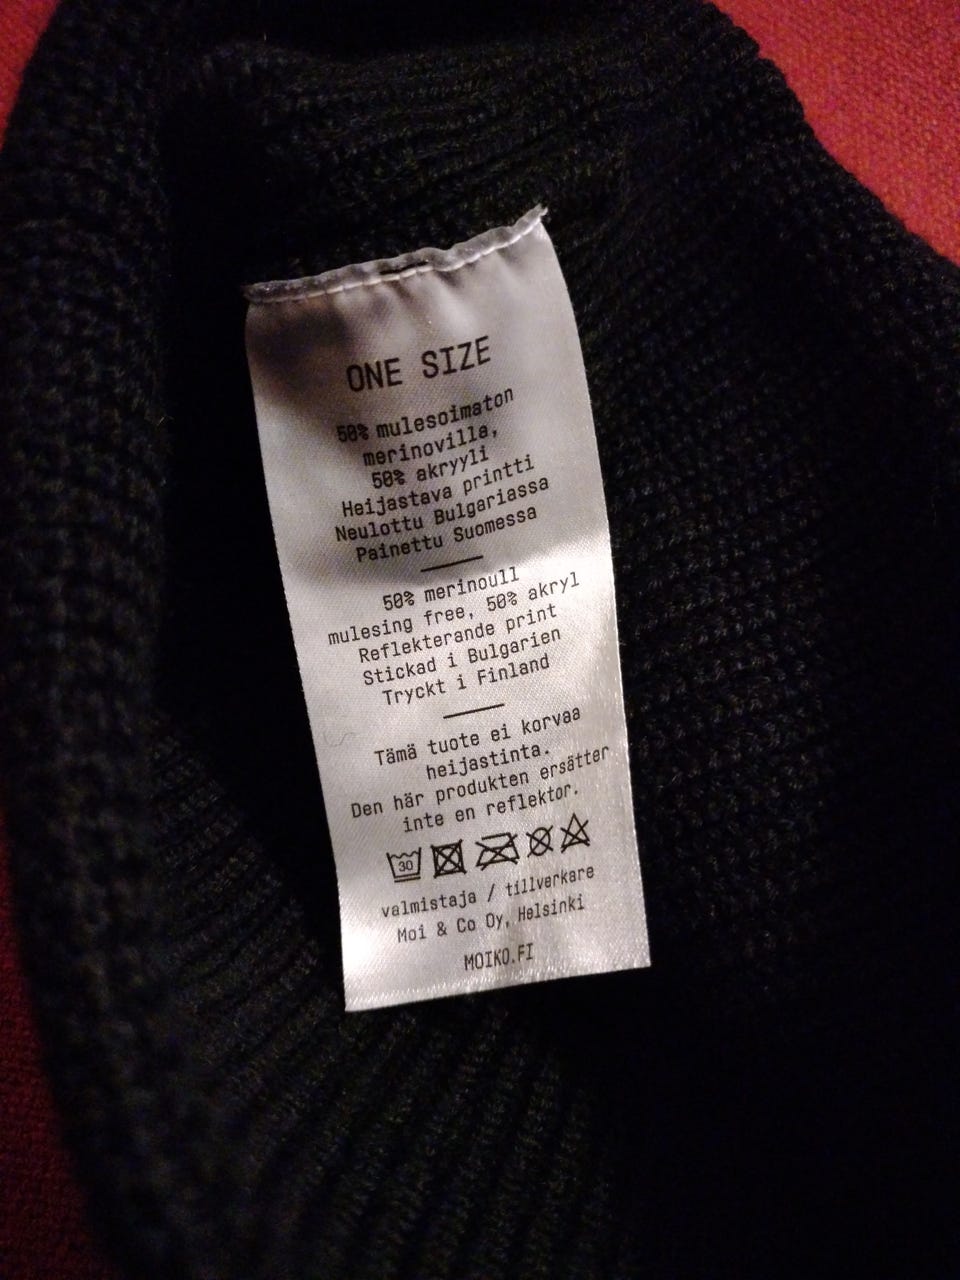 ONE SIZE
50% mulesoimaton
merinovilla,
50% akryyli
Heijastava printti
Neulottu Bulgariassa
Painettu Suomessa
50% merinoull
mulesing free, 50% akryl
Reflekterande print
Stickad i Bulgarien
Tryckt i Finland
Tämä tuote ei korvaa
heijastinta.
Den här produkten ersätter
inte en reflektor.
30
valmistaja / tillverkare
Moi & Co Oy, Helsinki
MOIKO.FI